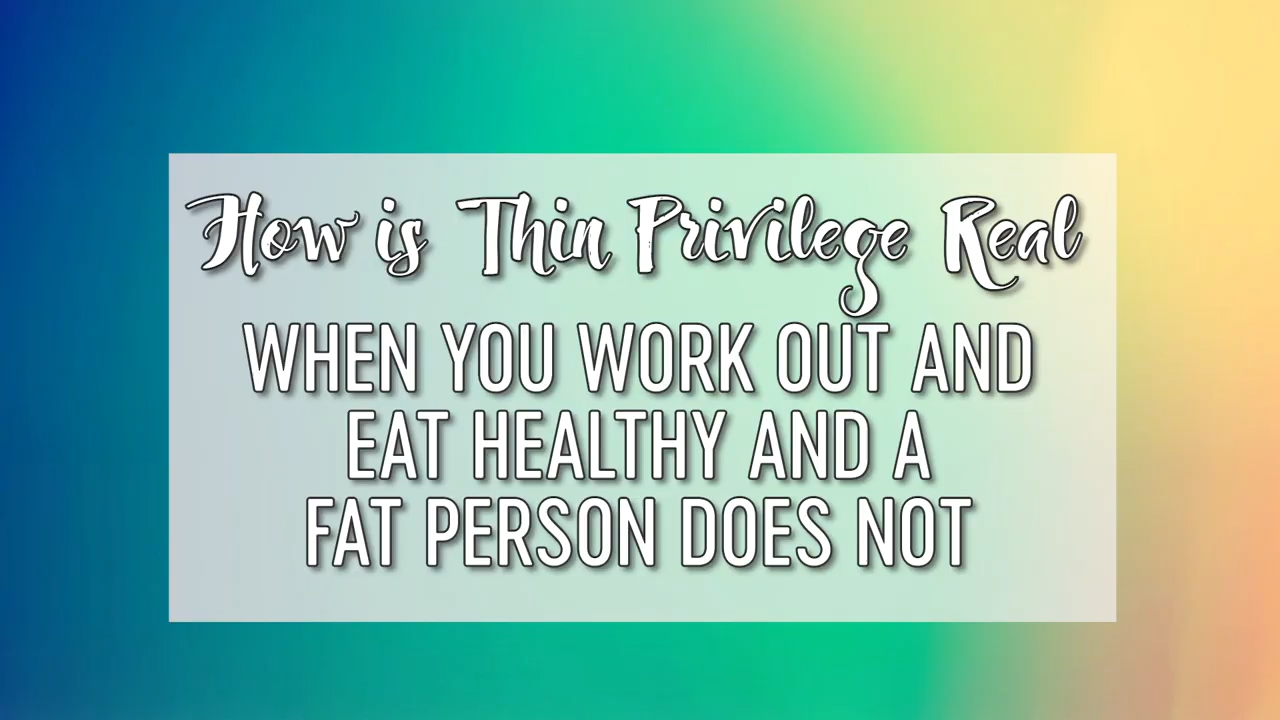 How is Thin Privilege Real
WHEN YOU WORK OUT AND
EAT HEALTHY AND A
FAT PERSON DOES NOT